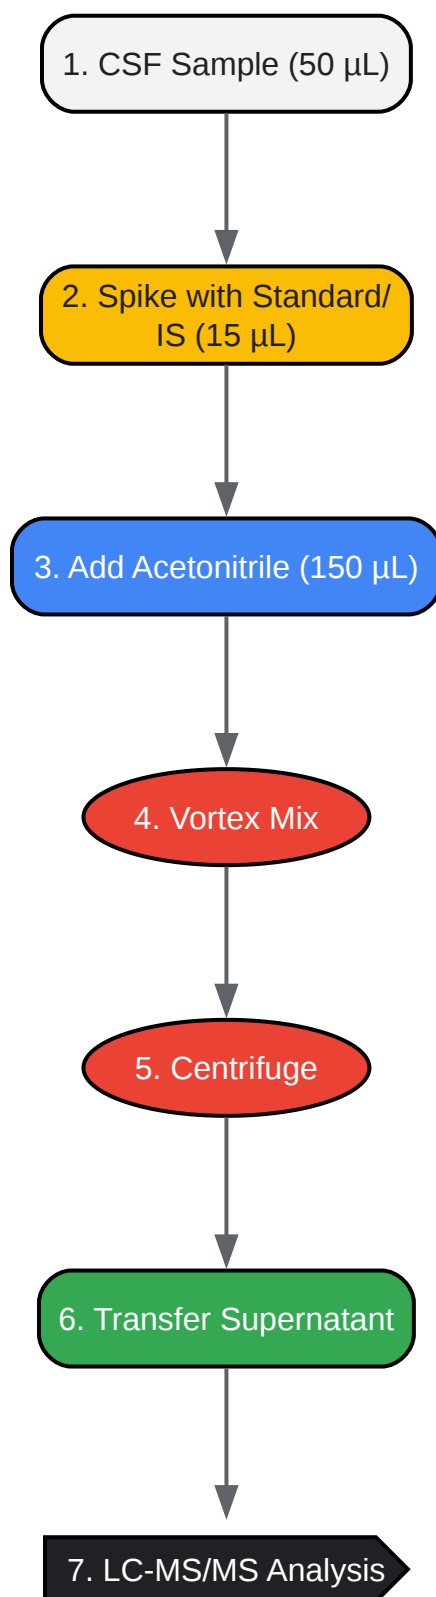 1. CSF Sample (50 µL)
2. Spike with Standard/
IS (15 µL)
3. Add Acetonitrile (150 µL)
4. Vortex Mix
5. Centrifuge
6. Transfer Supernatant
7. LC-MS/MS Analysis